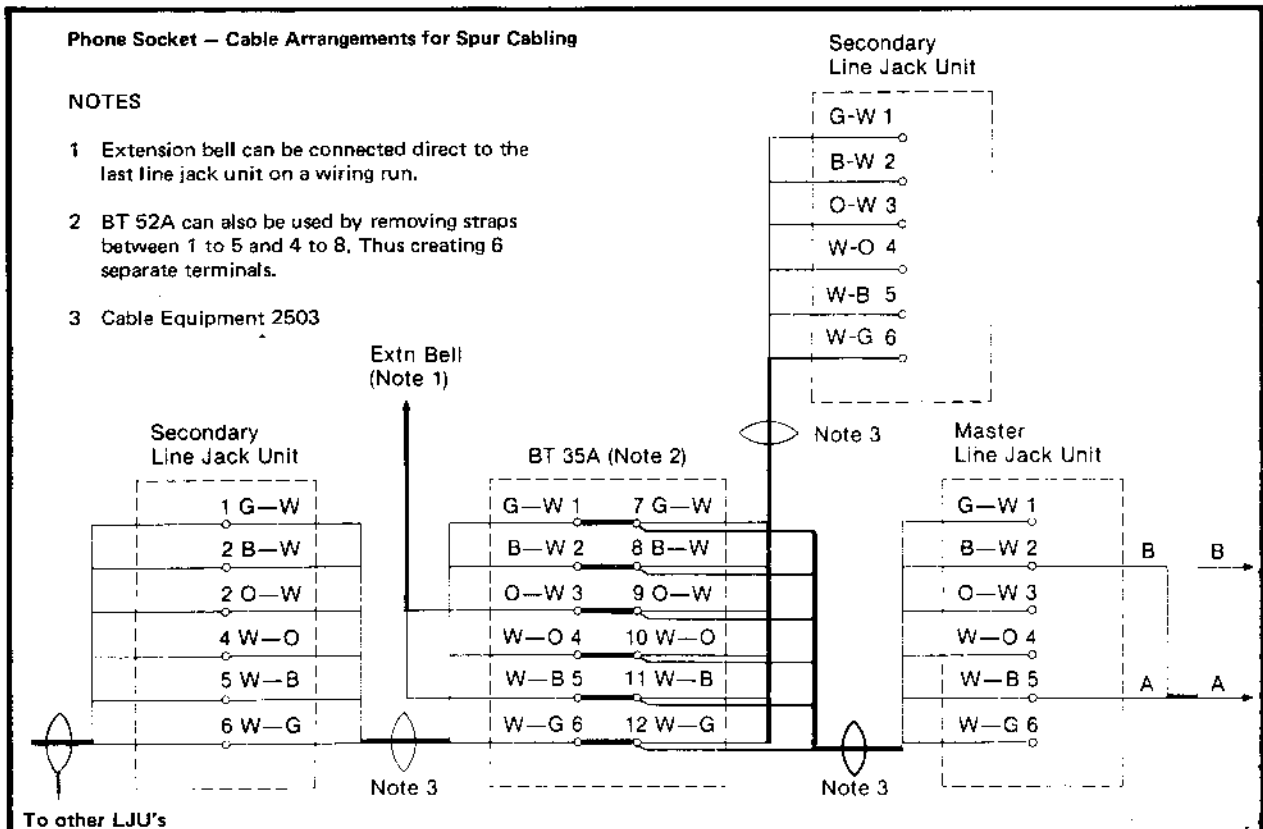 Phone Socket – Cable Arrangements for Spur Cabling
NOTES
1 Extension bell can be connected direct to the
last line jack unit on a wiring run.
2 BT 52A can also be used by removing straps
between 1 to 5 and 4 to 8, Thus creating 6
separate terminals.
3 Cable Equipment 2503
Secondary
Line Jack Unit
G-W 1
B-W 2
O-W 3
W-O 4
W-B 5
W-G 6
Extn Bell
(Note 1)
Note 3
Secondary
Line Jack Unit
1 G—W
2 B—W
2 O—W
4 W—O
5 W—B
6 W—G
Note 3
BT 35A (Note 2)
G—W 1 7 G—W
B—W 2 8 B—W
O—W 3 9 O—W
W—O 4 10 W—O
W—B 5 11 W—B
W—G 6 12 W—G
Note 3
Master
Line Jack Unit
G—W 1
B—W 2
O—W 3
W—O 4
W—B 5
W—G 6
B B
A A
To other LJU's